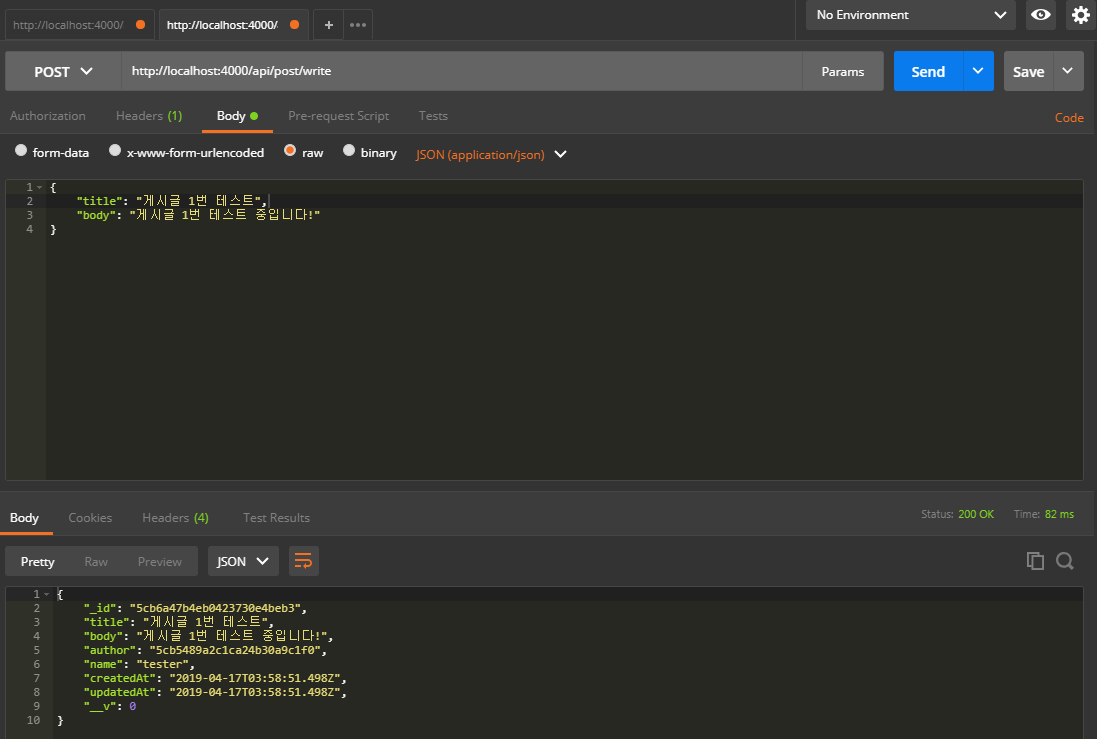 http://localhost:4000/ http://localhost:4000/ + ••• No Environment
POST http://localhost:4000/api/post/write Params Send Save
Authorization Headers (1) Body Pre-request Script Tests Code
form-data x-www-form-urlencoded raw binary JSON (application/json)
1 {
2 "title": "게시글 1번 테스트",
3 "body": "게시글 1번 테스트 중입니다!"
4 }
Body Cookies Headers (4) Test Results Status: 200 OK Time: 82 ms
Pretty Raw Preview JSON
1 {
2 "_id": "5cb6a47b4eb0423730e4beb3",
3 "title": "게시글 1번 테스트",
4 "body": "게시글 1번 테스트 중입니다!",
5 "author": "5cb5489a2c1ca24b30a9c1f0",
6 "name": "tester",
7 "createdAt": "2019-04-17T03:58:51.498Z",
8 "updatedAt": "2019-04-17T03:58:51.498Z",
9 "__v": 0
10 }